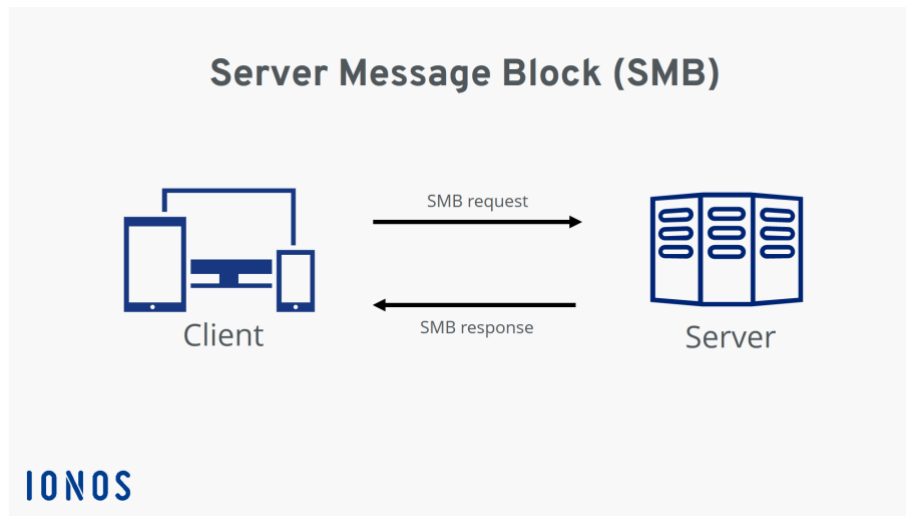 Server Message Block (SMB)
SMB request
SMB response
Client
Server
IONOS